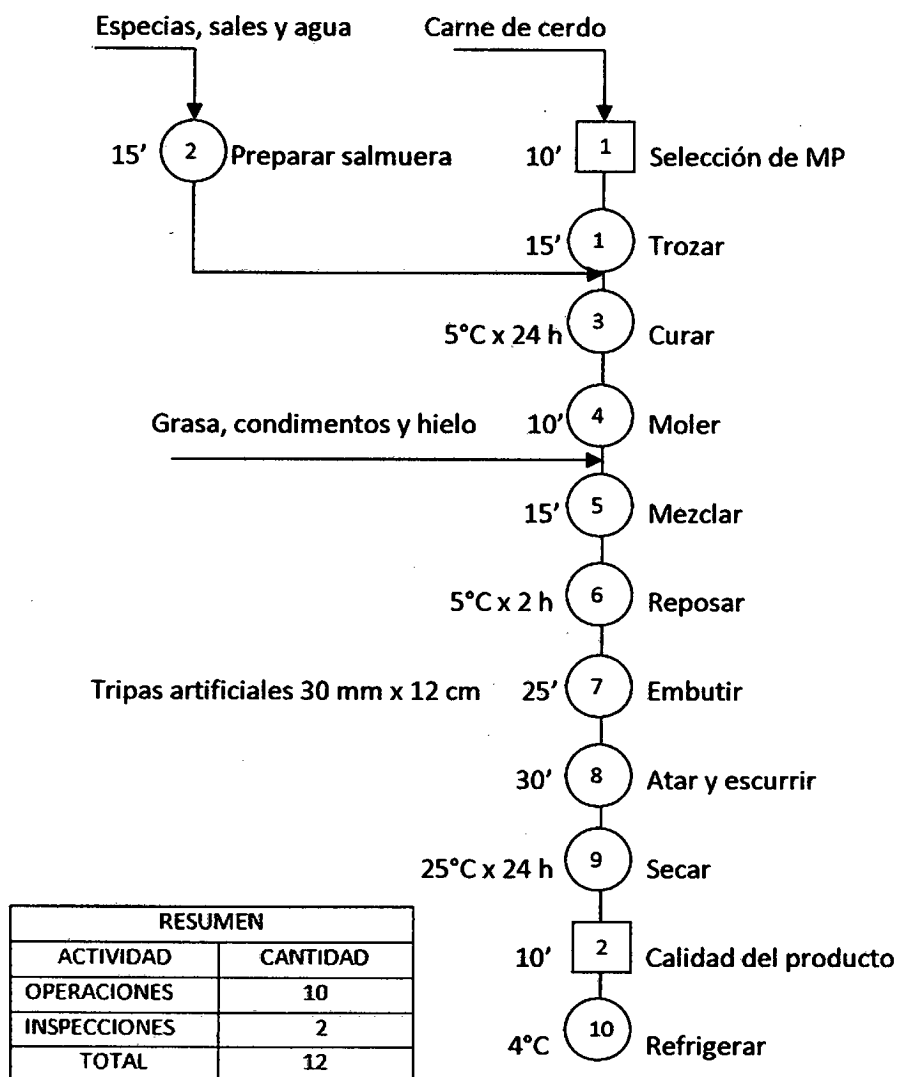 Especias, sales y agua
Carne de cerdo
15' 2 Preparar salmuera
10' 1 Selección de MP
15' 1 Trozar
5°C x 24 h 3 Curar
Grasa, condimentos y hielo 10' 4 Moler
15' 5 Mezclar
5°C x 2 h 6 Reposar
Tripas artificiales 30 mm x 12 cm 25' 7 Embutir
30' 8 Atar y escurrir
25°C x 24 h 9 Secar
10' 2 Calidad del producto
4°C 10 Refrigerar
RESUMEN
ACTIVIDAD CANTIDAD
OPERACIONES 10
INSPECCIONES 2
TOTAL 12